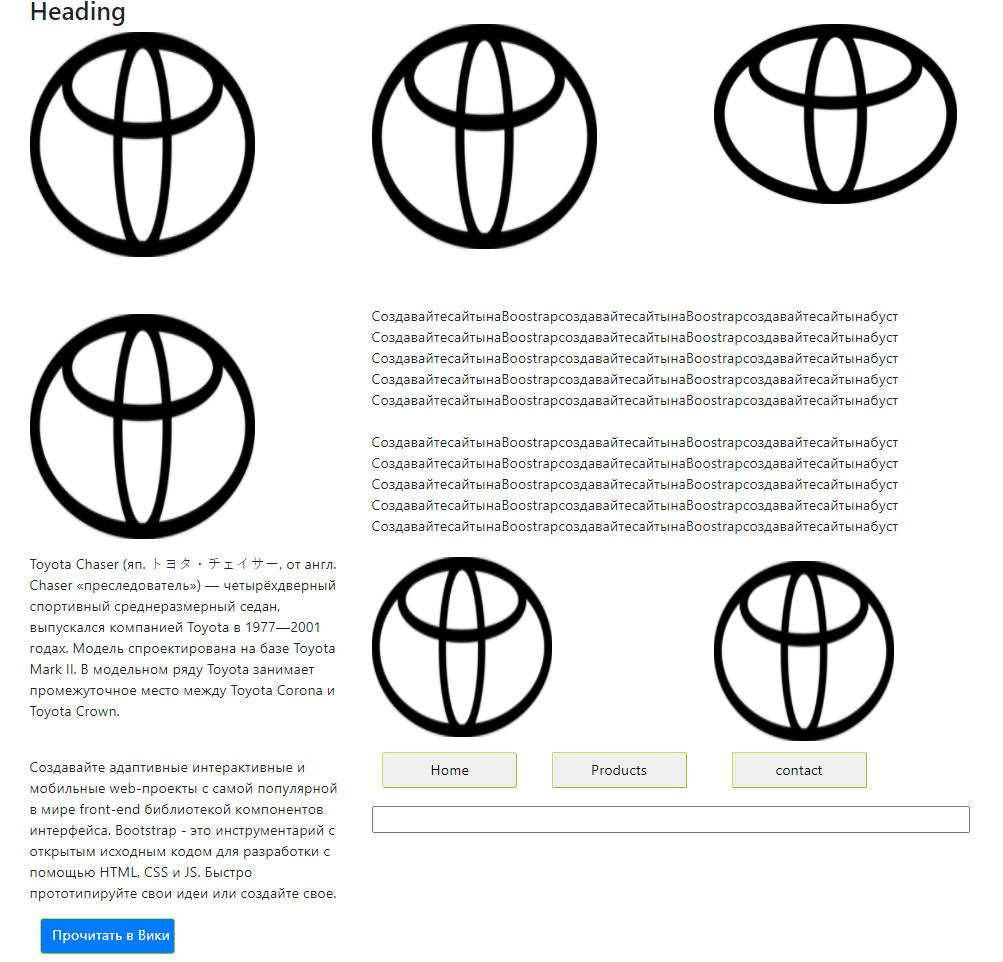 Heading
СоздавайтесайтынаBoostrapсоздавайтесайтынаBoostrapсоздавайтесайтынабуст
СоздавайтесайтынаBoostrapсоздавайтесайтынаBoostrapсоздавайтесайтынабуст
СоздавайтесайтынаBoostrapсоздавайтесайтынаBoostrapсоздавайтесайтынабуст
СоздавайтесайтынаBoostrapсоздавайтесайтынаBoostrapсоздавайтесайтынабуст
СоздавайтесайтынаBoostrapсоздавайтесайтынаBoostrapсоздавайтесайтынабуст
СоздавайтесайтынаBoostrapсоздавайтесайтынаBoostrapсоздавайтесайтынабуст
СоздавайтесайтынаBoostrapсоздавайтесайтынаBoostrapсоздавайтесайтынабуст
СоздавайтесайтынаBoostrapсоздавайтесайтынаBoostrapсоздавайтесайтынабуст
СоздавайтесайтынаBoostrapсоздавайтесайтынаBoostrapсоздавайтесайтынабуст
СоздавайтесайтынаBoostrapсоздавайтесайтынаBoostrapсоздавайтесайтынабуст
Toyota Chaser (яп. トヨタ・チェイサー, от англ.
Chaser «преследователь») — четырёхдверный
спортивный среднеразмерный седан,
выпускался компанией Toyota в 1977—2001
годах. Модель спроектирована на базе Toyota
Mark II. В модельном ряду Toyota занимает
промежуточное место между Toyota Corona и
Toyota Crown.
Создавайте адаптивные интерактивные и
мобильные web-проекты с самой популярной
в мире front-end библиотекой компонентов
интерфейса. Bootstrap - это инструментарий с
открытым исходным кодом для разработки с
помощью HTML, CSS и JS. Быстро
прототипируйте свои идеи или создайте свое.
Прочитать в Вики
Home
Products
contact